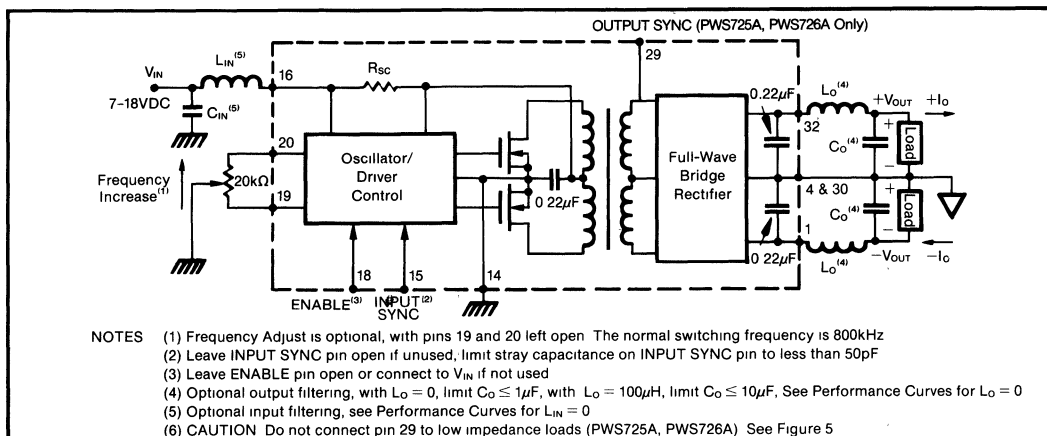 OUTPUT SYNC (PWS725A, PWS726A Only)
29
LIN(5)
VIN
16
RSC
7–18VDC
CIN(5)
20
20kΩ
19
Frequency
Increase(1)
Oscillator/
Driver
Control
0 22µF
Full-Wave
Bridge
Rectifier
0.22µF
LO(4)
+VOUT
+IO
32
CO(4)
+
Load
–
4 & 30
+
CO(4)
Load
–
1
0 22µF
LO(4)
–VOUT
–IO
18
15
14
ENABLE(3)
INPUT(2)
SYNC
NOTES (1) Frequency Adjust is optional, with pins 19 and 20 left open The normal switching frequency is 800kHz
(2) Leave INPUT SYNC pin open if unused, limit stray capacitance on INPUT SYNC pin to less than 50pF
(3) Leave ENABLE pin open or connect to VIN if not used
(4) Optional output filtering, with LO = 0, limit CO ≤ 1µF, with LO = 100µH, limit CO ≤ 10µF, See Performance Curves for LO = 0
(5) Optional input filtering, see Performance Curves for LIN = 0
(6) CAUTION Do not connect pin 29 to low impedance loads (PWS725A, PWS726A) See Figure 5